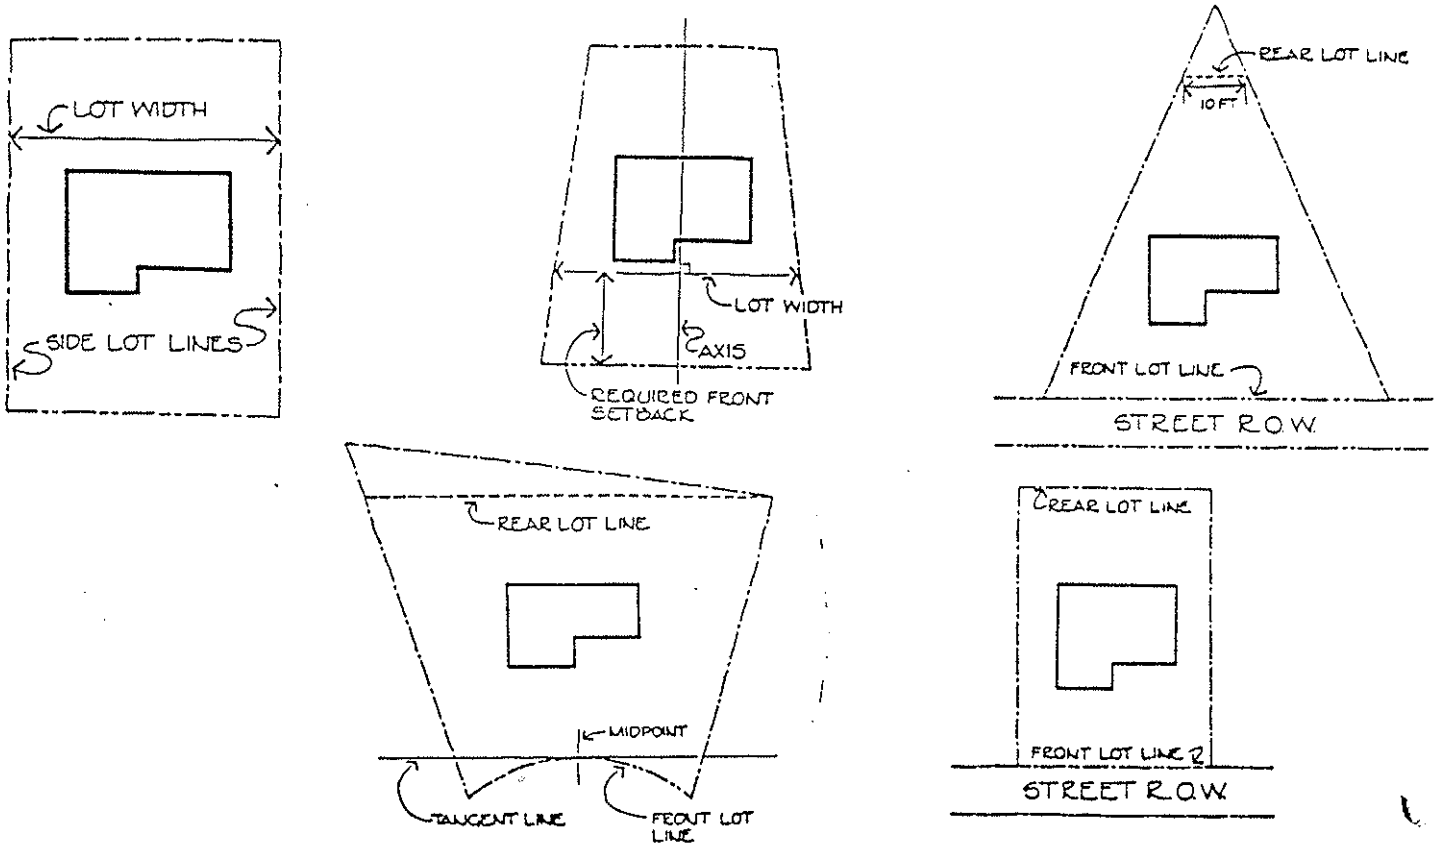 LOT WIDTH
SIDE LOT LINES
LOT WIDTH
AXIS
REQUIRED FRONT
SETBACK
REAR LOT LINE
10 FT
FRONT LOT LINE
STREET R.O.W.
REAR LOT LINE
MIDPOINT
TANGENT LINE
FRONT LOT
LINE
REAR LOT LINE
FRONT LOT LINE
STREET R.O.W.